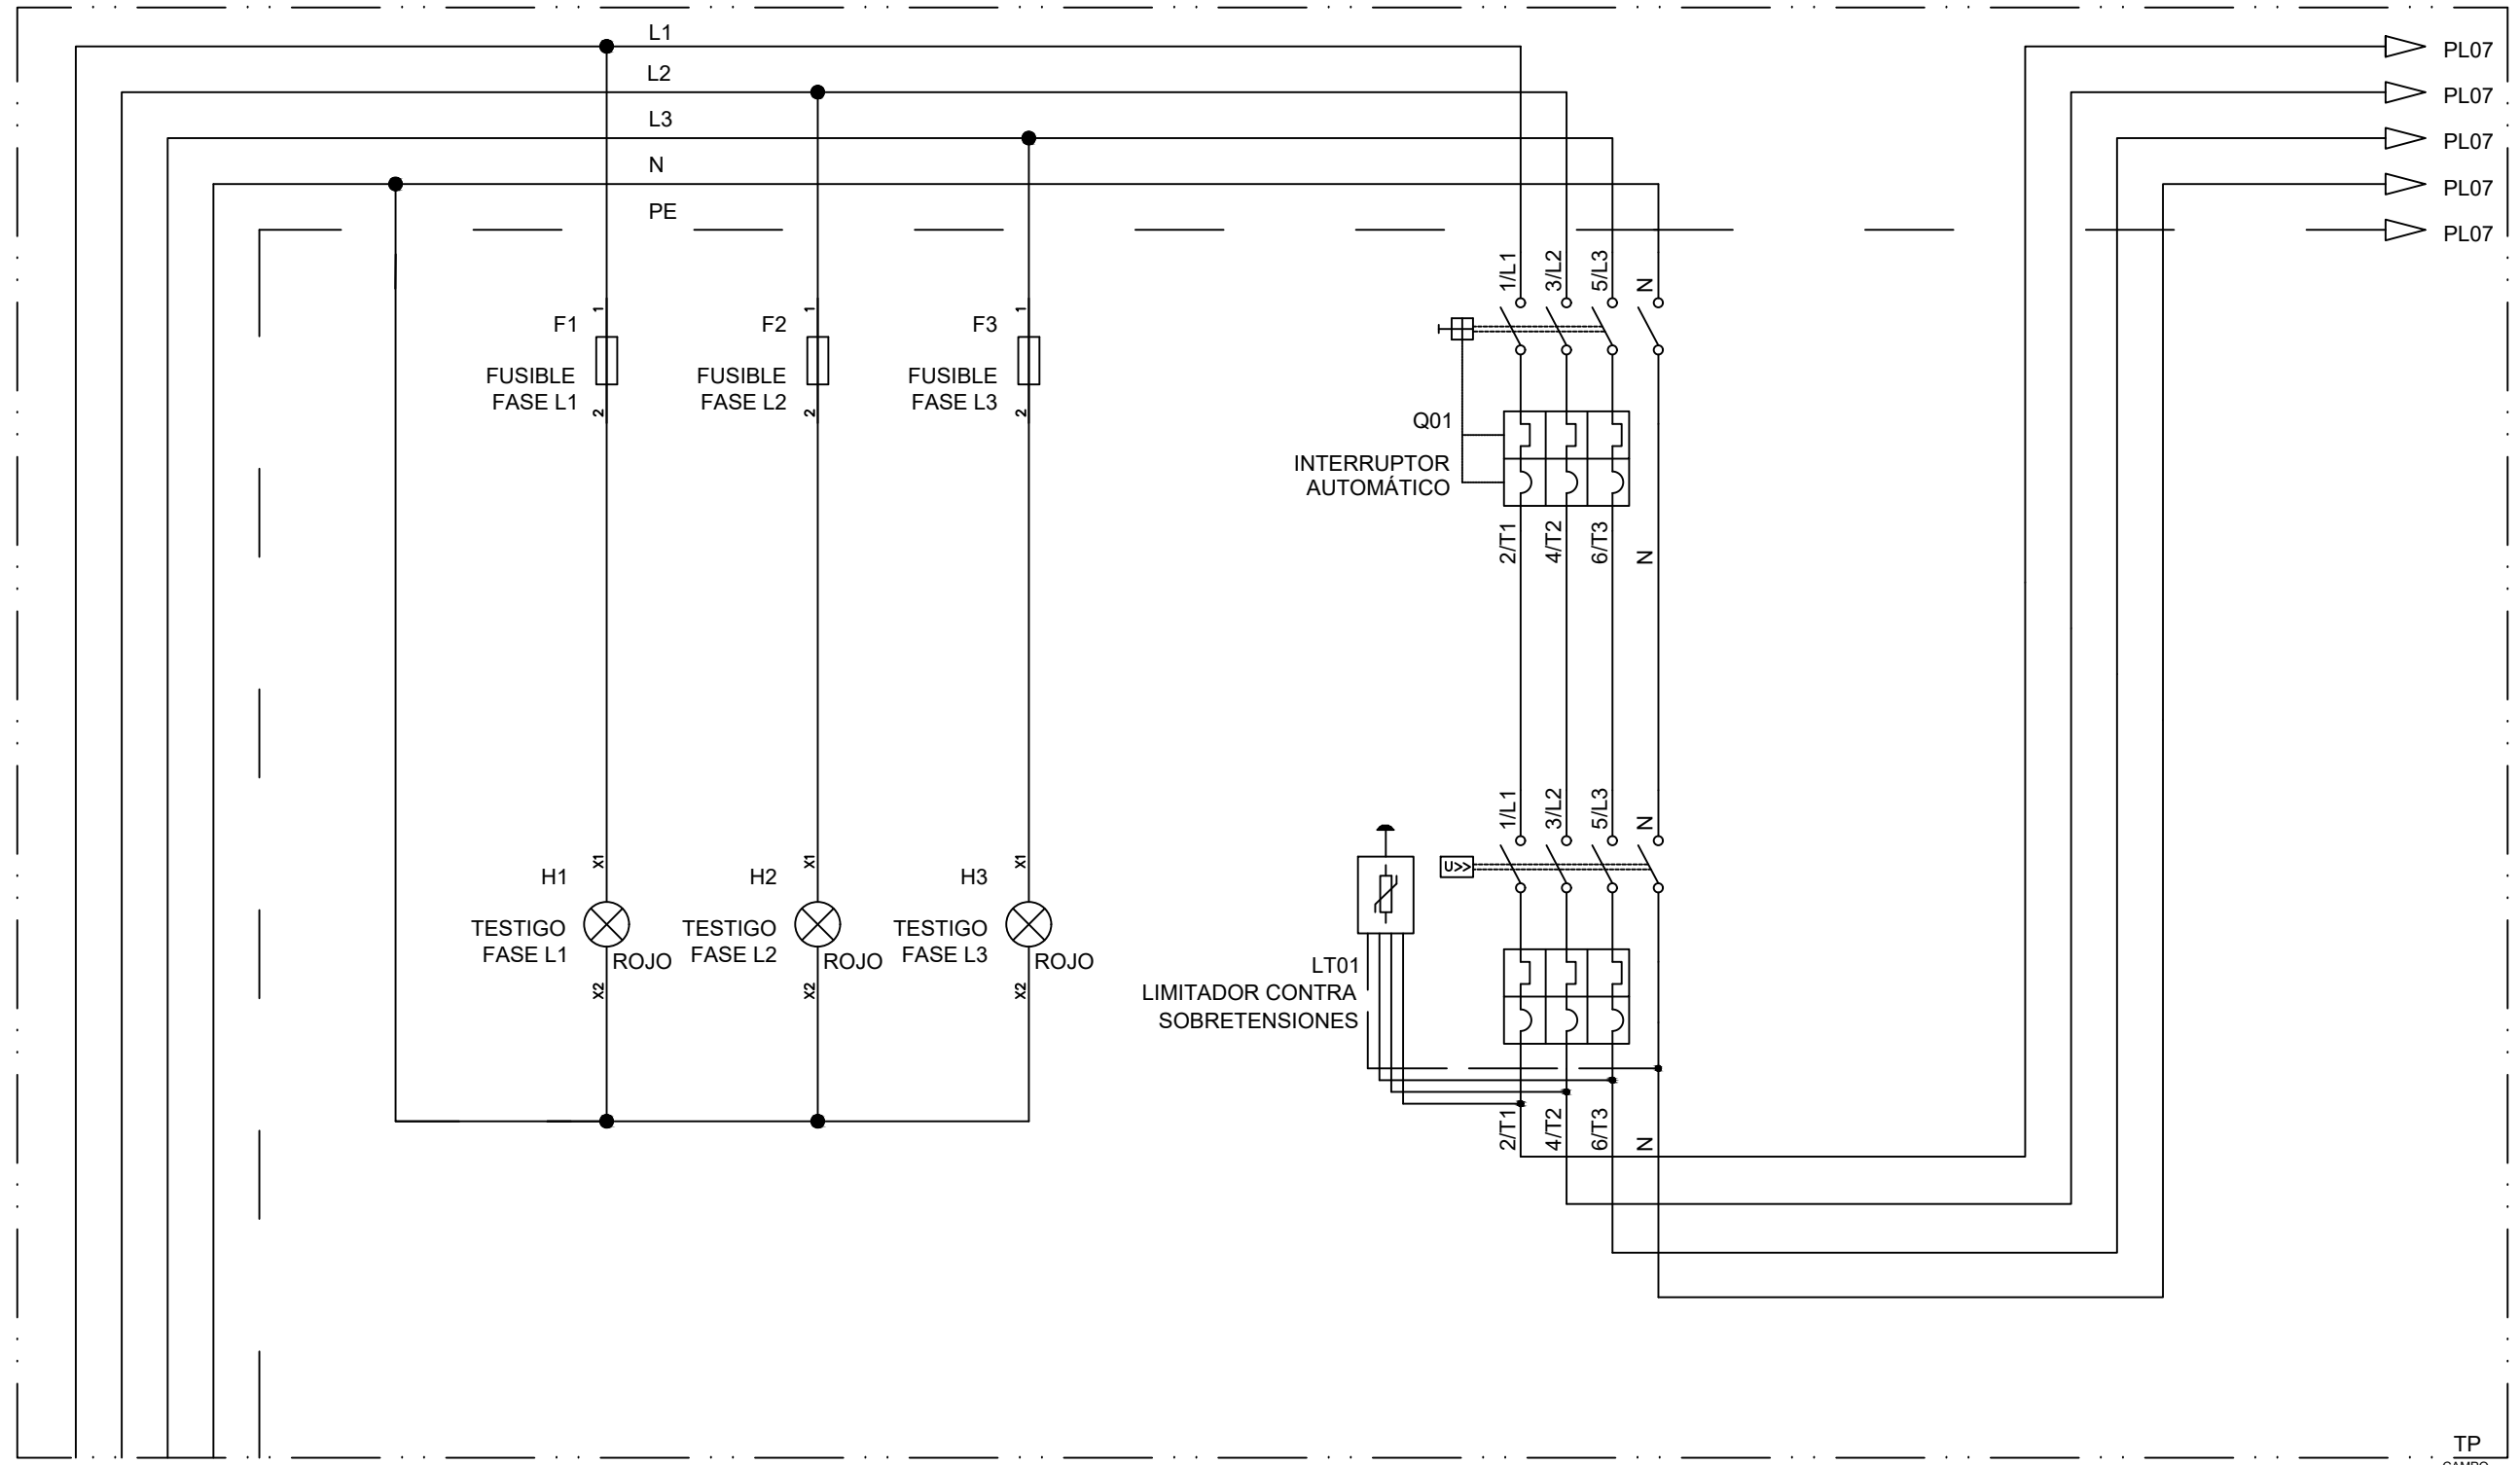 L1
PL07
L2
PL07
L3
PL07
N
PL07
PE
PL07
1/L1
3/L2
5/L3
N
1
1
1
F1
F2
F3
FUSIBLE
FASE L1
FUSIBLE
FASE L2
FUSIBLE
FASE L3
2
2
2
Q01
INTERRUPTOR
AUTOMÁTICO
2/T1
4/T2
6/T3
N
1/L1
3/L2
5/L3
N
X1
X1
X1
H1
H2
H3
U>>
TESTIGO
FASE L1
ROJO
TESTIGO
FASE L2
ROJO
TESTIGO
FASE L3
ROJO
X2
X2
X2
LT01
LIMITADOR CONTRA
SOBRETENSIONES
2/T1
4/T2
6/T3
N
TP
CAMPO